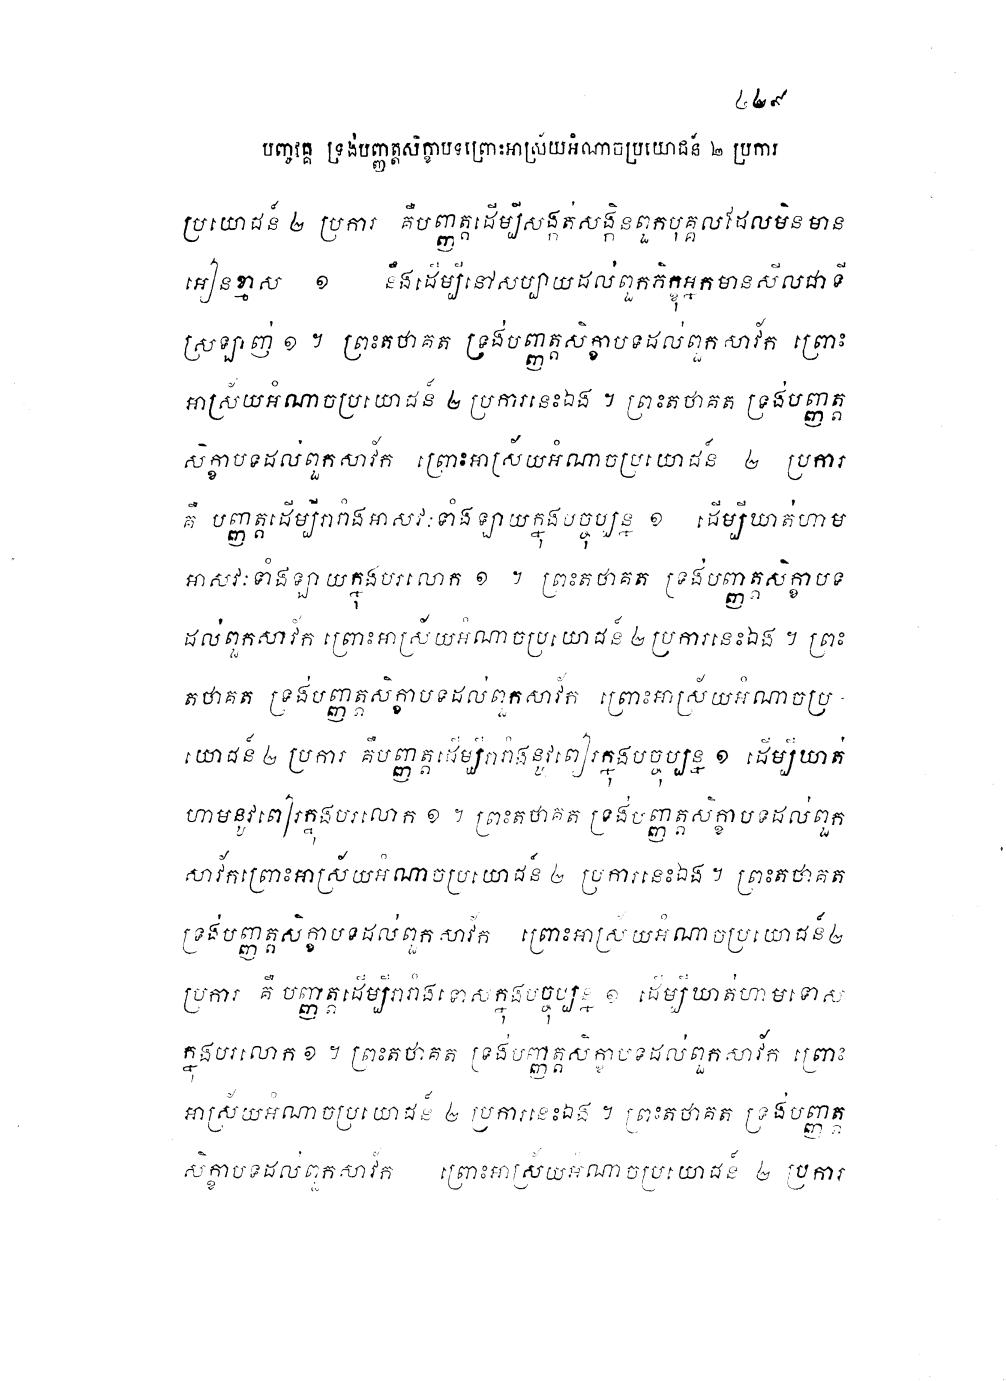 ៤២៩
បញ្ចវគ្គ ទ្រង់បញ្ញត្តសិក្ខាបទព្រោះអាស្រ័យអំណាចប្រយោជន៍ ២ ប្រការ
ប្រយោជន៍ ២ ប្រការ គឺបញ្ញត្តដើម្បីសង្កត់សង្កិនពួកបុគ្គលដែលមិនមាន
អៀនខ្មាស ១ នឹងដើម្បីនៅសប្បាយដល់ពួកភិក្ខុអ្នកមានសីលជាទី
ស្រឡាញ់ ១ ។ ព្រះតថាគត ទ្រង់បញ្ញត្តសិក្ខាបទដល់ពួកសាវ័ក ព្រោះ
អាស្រ័យអំណាចប្រយោជន៍ ២ ប្រការនេះឯង ។ ព្រះតថាគត ទ្រង់បញ្ញត្ត
សិក្ខាបទដល់ពួកសាវ័ក ព្រោះអាស្រ័យអំណាចប្រយោជន៍ ២ ប្រការ
គឺ បញ្ញត្តដើម្បីរារាំងអាសវៈទាំងឡាយក្នុងបច្ចុប្បន្ន ១ ដើម្បីឃាត់ហាម
អាសវៈទាំងឡាយក្នុងបរលោក ១ ។ ព្រះតថាគត ទ្រង់បញ្ញត្តសិក្ខាបទ
ដល់ពួកសាវ័ក ព្រោះអាស្រ័យអំណាចប្រយោជន៍ ២ ប្រការនេះឯង ។ ព្រះ
តថាគត ទ្រង់បញ្ញត្តសិក្ខាបទដល់ពួកសាវ័ក ព្រោះអាស្រ័យអំណាចប្រ-
យោជន៍ ២ ប្រការ គឺបញ្ញត្តដើម្បីរារាំងនូវពៀរក្នុងបច្ចុប្បន្ន ១ ដើម្បីឃាត់
ហាមនូវពៀរក្នុងបរលោក ១ ។ ព្រះតថាគត ទ្រង់បញ្ញត្តសិក្ខាបទដល់ពួក
សាវ័កព្រោះអាស្រ័យអំណាចប្រយោជន៍ ២ ប្រការនេះឯង ។ ព្រះតថាគត
ទ្រង់បញ្ញត្តសិក្ខាបទដល់ពួកសាវ័ក ព្រោះអាស្រ័យអំណាចប្រយោជន៍ ២
ប្រការ គឺ បញ្ញត្តដើម្បីរារាំងទោសក្នុងបច្ចុប្បន្ន ១ ដើម្បីឃាត់ហាមទោស
ក្នុងបរលោក ១ ។ ព្រះតថាគត ទ្រង់បញ្ញត្តសិក្ខាបទដល់ពួកសាវ័ក ព្រោះ
អាស្រ័យអំណាចប្រយោជន៍ ២ ប្រការនេះឯង ។ ព្រះតថាគត ទ្រង់បញ្ញត្ត
សិក្ខាបទដល់ពួកសាវ័ក ព្រោះអាស្រ័យអំណាចប្រយោជន៍ ២ ប្រការ